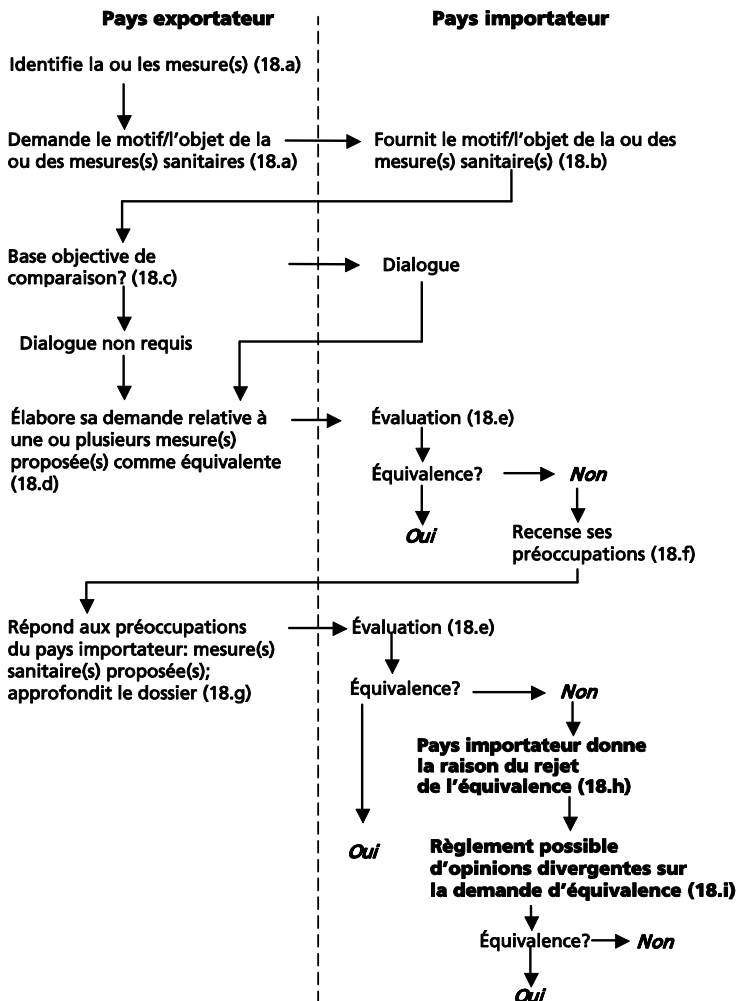 Pays exportateur
Pays importateur
Identifie la ou les mesure(s) (18.a)
Demande le motif/l'objet de la
ou des mesures(s) sanitaires (18.a)
Fournit le motif/l'objet de la ou des
mesure(s) sanitaire(s) (18.b)
Base objective de
comparaison? (18.c)
Dialogue
Dialogue non requis
Élabore sa demande relative à
une ou plusieurs mesure(s)
proposée(s) comme équivalente
(18.d)
Évaluation (18.e)
Équivalence?
Non
Oui
Recense ses
préoccupations (18.f)
Répond aux préoccupations
du pays importateur: mesure(s)
sanitaire(s) proposée(s);
approfondit le dossier (18.g)
Évaluation (18.e)
Équivalence?
Non
Pays importateur donne
la raison du rejet
de l'équivalence (18.h)
Oui
Règlement possible
d'opinions divergentes sur
la demande d'équivalence (18.i)
Équivalence?
Non
Oui